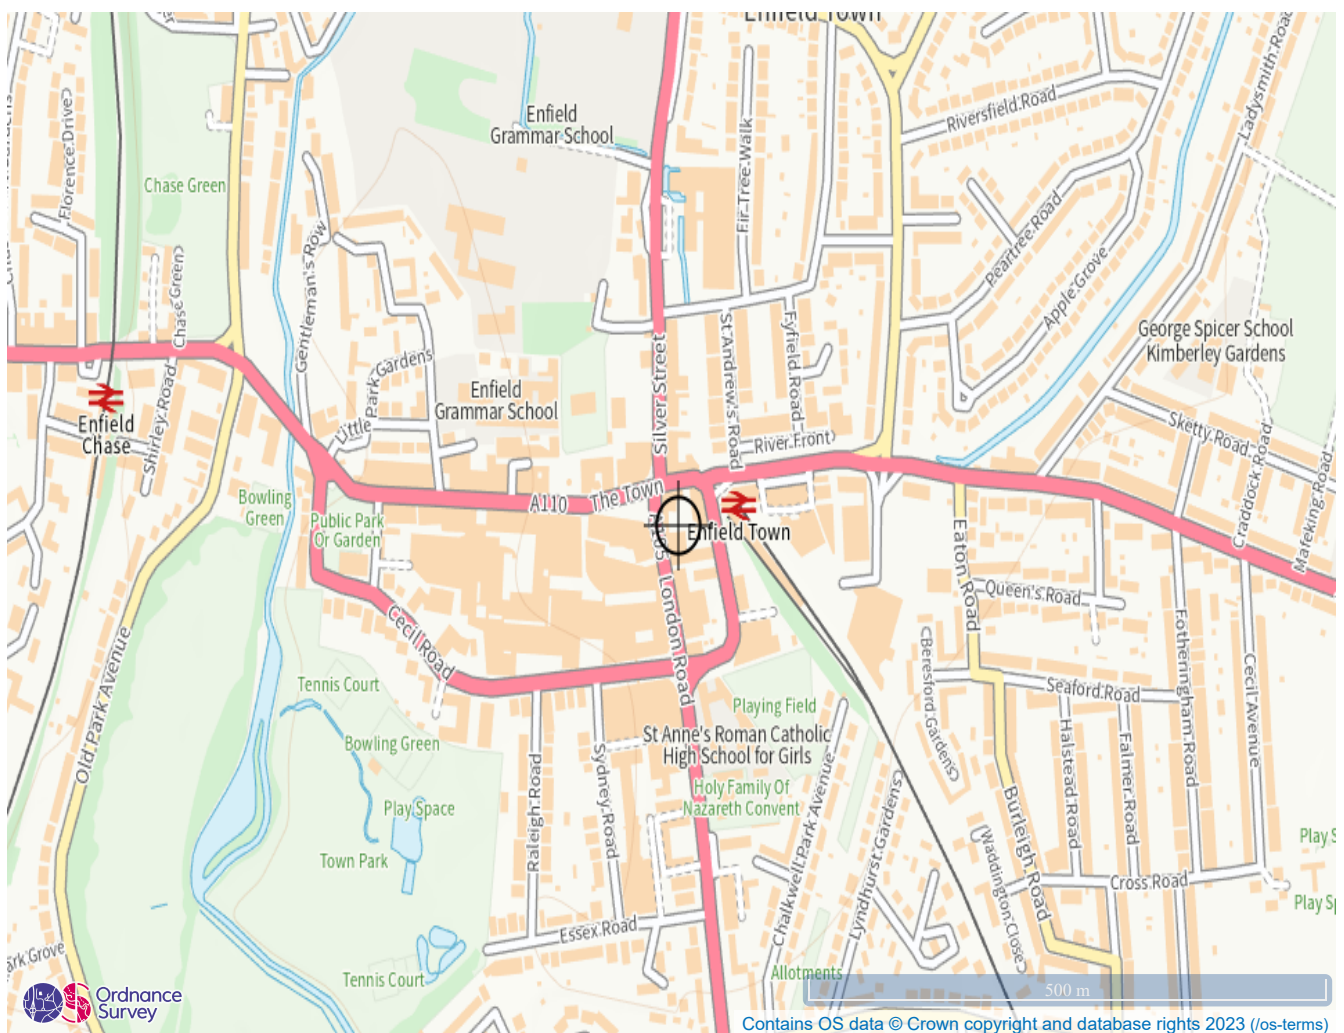 Enfield Town
Ladysmith Road
Riversfield Road
Enfield
Grammar School
Florence Drive
Fir Tree Walk
Chase Green
Peartree Road
Gentleman's Row
Chase Green
Apple Grove
George Spicer School
Kimberley Gardens
St Andrew's Road
Fyfield Road
Silver Street
Little Park Gardens
Enfield
Grammar School
Enfield
Chase
Shirley Road
River Front
Sketty Road
Craddock Road
Mafeking Road
Bowling
Green
A110
The Town
Public Park
Or Garden
Enfield Town
Eaton Road
Queen's Road
London Road
Cecil Road
Old Park Avenue
Beresford Gardens
Fotheringham Road
Cecil Avenue
Tennis Court
Seaford Road
Playing Field
Bowling Green
St Anne's Roman Catholic
High School for Girls
Halstead Road
Falmer Road
Raleigh Road
Sydney Road
Holy Family Of
Nazareth Convent
Play Space
Chalkwell Park Avenue
Lyndhurst Gardens
Burleigh Road
Waddington Close
Play S
Town Park
Cross Road
Play Sp
Essex Road
ark Grove
Tennis Court
Allotments
500 m
Ordnance
Survey
Contains OS data © Crown copyright and database rights 2023 (/os-terms)